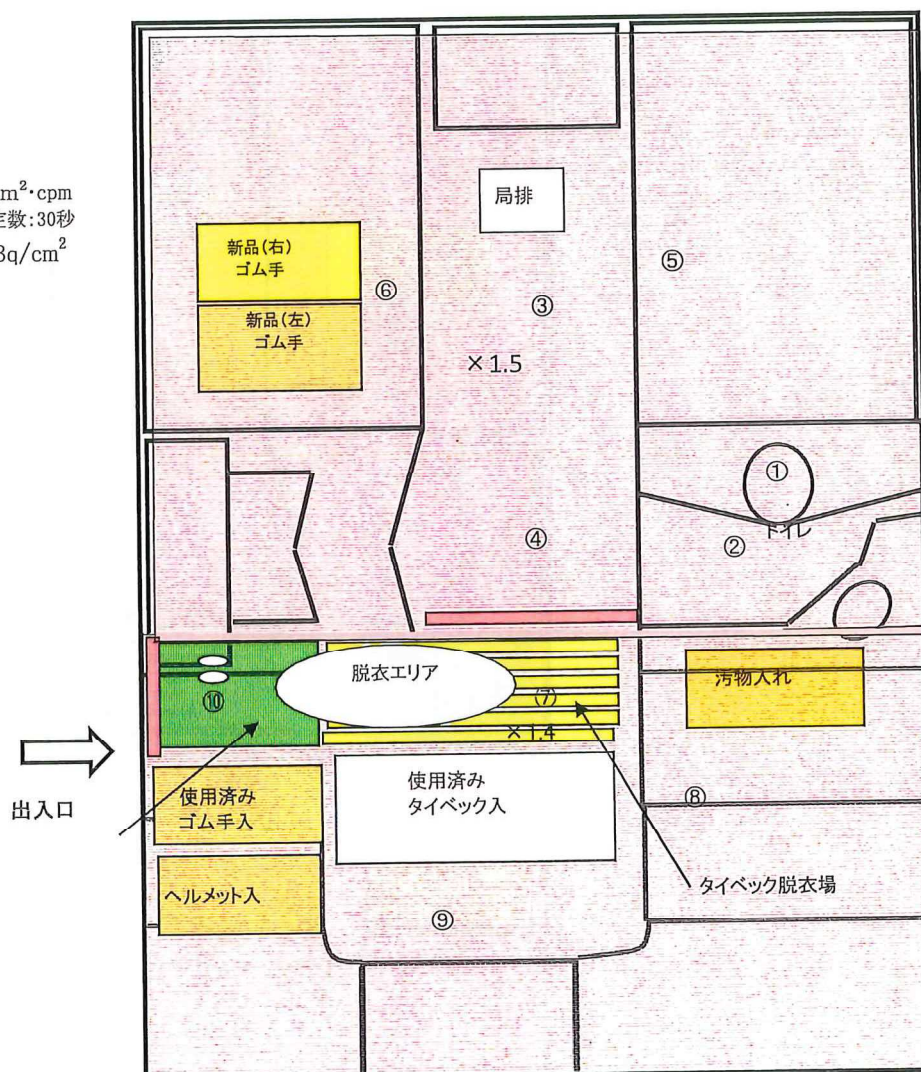 m²・cpm
定数:30秒
Bq/cm²
局排
新品(右)
ゴム手
新品(左)
ゴム手
⑥
③
⑤
×1.5
①
トイレ
②
④
脱衣エリア
⑩
(7)
×1.4
汚物入れ
出入口
使用済み
ゴム手入
使用済み
タイベック入
⑧
ヘルメット入
タイベック脱衣場
⑨